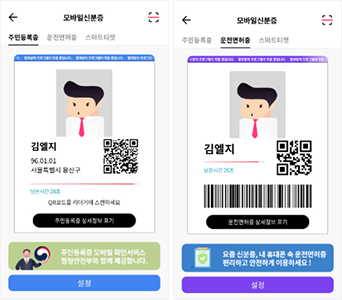 모바일신분증
주민등록증 운전면허증 스마트티켓
김엘지
96.01.01
서울특별시 용산구
남은시간 28초
QR코드를 리더기에 스캔하세요
주민등록증 상세정보 표기
주민등록증 모바일 확인서비스
행정안전부와 함께 제공합니다.
설정
모바일신분증
주민등록증 운전면허증 스마트티켓
김엘지
남은시간 26초
운전면허증 상세정보 표기
요즘 신분증, 내 휴대폰 속 운전면허증
편리하고 안전하게 이용하세요 !
설정